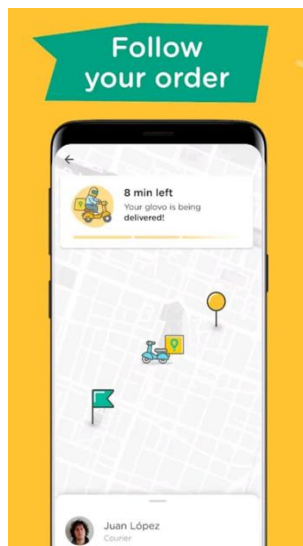 Follow
your order
8 min left
Your glovo is being
delivered!
Juan López
Courier